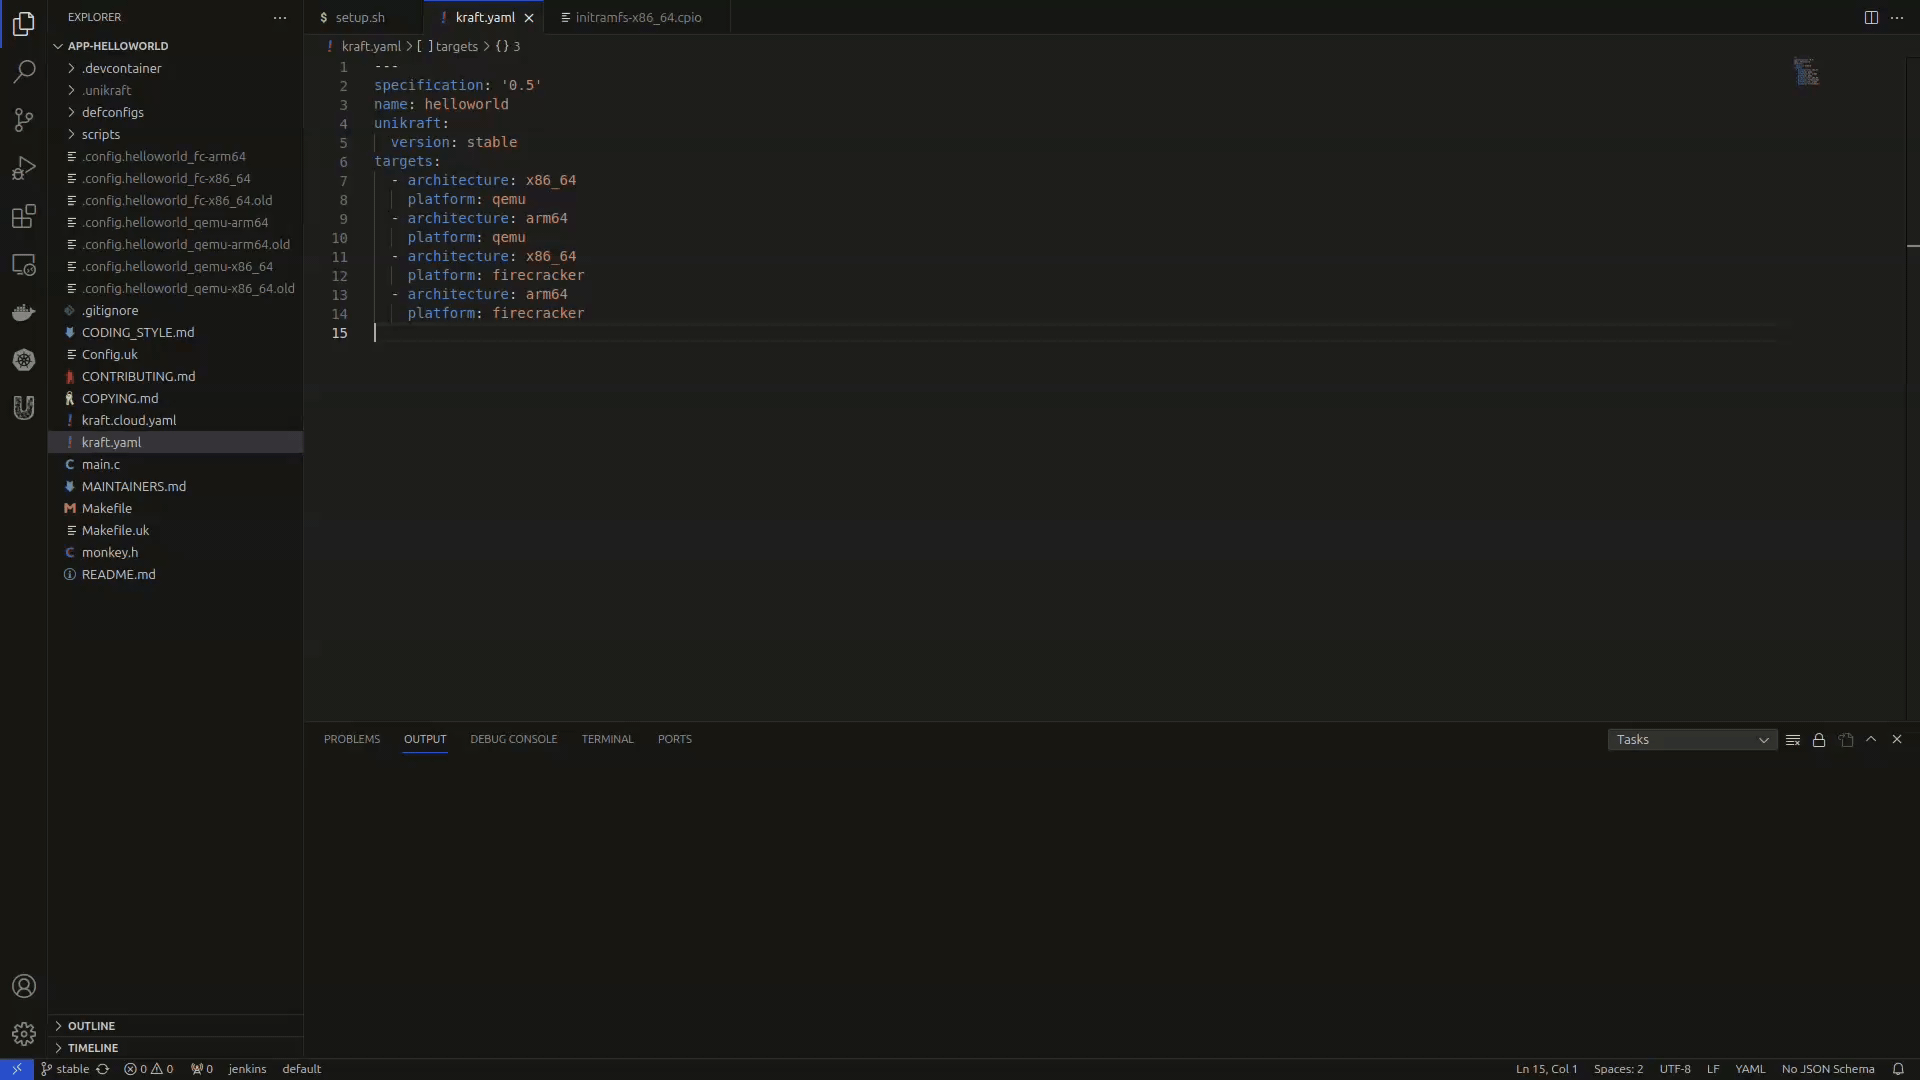 EXPLORER
APP-HELLOWORLD
.devcontainer
.unikraft
defconfigs
scripts
.config.helloworld_fc-arm64
.config.helloworld_fc-x86_64
.config.helloworld_fc-x86_64.old
.config.helloworld_qemu-arm64
.config.helloworld_qemu-arm64.old
.config.helloworld_qemu-x86_64
.config.helloworld_qemu-x86_64.old
.gitignore
CODING_STYLE.md
Config.uk
CONTRIBUTING.md
COPYING.md
kraft.cloud.yaml
kraft.yaml
main.c
MAINTAINERS.md
Makefile
Makefile.uk
monkey.h
README.md
OUTLINE
TIMELINE
$ setup.sh
! kraft.yaml
initramfs-x86_64.cpio
! kraft.yaml > [ ] targets > {} 3
1 ---
2 specification: '0.5'
3 name: helloworld
4 unikraft:
5   version: stable
6 targets:
7   - architecture: x86_64
8     platform: qemu
9   - architecture: arm64
10     platform: qemu
11   - architecture: x86_64
12     platform: firecracker
13   - architecture: arm64
14     platform: firecracker
15
PROBLEMS OUTPUT DEBUG CONSOLE TERMINAL PORTS
Tasks
stable 0 0 0 jenkins default
Ln 15, Col 1 Spaces: 2 UTF-8 LF YAML No JSON Schema